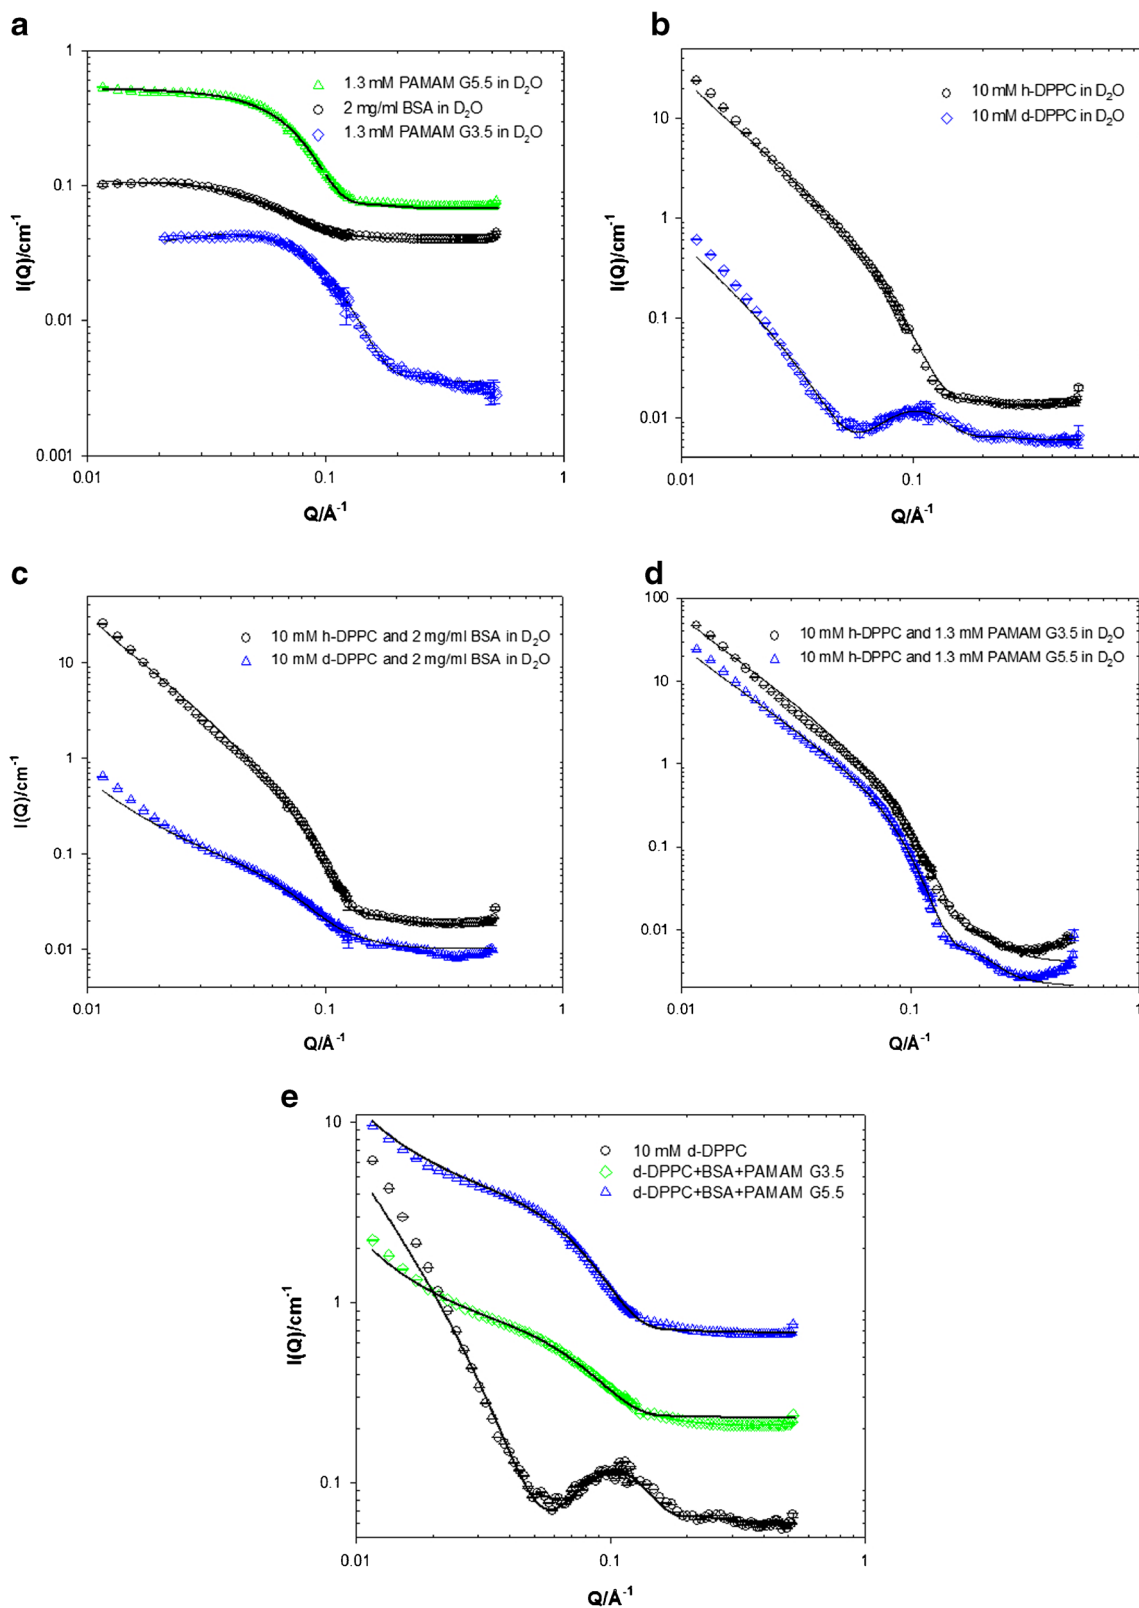 a
1
0.1
0.01
0.001
0.01
0.1
1
I(Q)/cm⁻¹
Q/Å⁻¹
1.3 mM PAMAM G5.5 in D₂O
2 mg/ml BSA in D₂O
1.3 mM PAMAM G3.5 in D₂O
b
10
1
0.1
0.01
0.01
0.1
I(Q)/cm⁻¹
Q/Å⁻¹
10 mM h-DPPC in D₂O
10 mM d-DPPC in D₂O
c
10
1
0.1
0.01
0.01
0.1
1
I(Q)/cm⁻¹
Q/Å⁻¹
10 mM h-DPPC and 2 mg/ml BSA in D₂O
10 mM d-DPPC and 2 mg/ml BSA in D₂O
d
100
10
1
0.1
0.01
0.01
0.1
1
I(Q)/cm⁻¹
Q/Å⁻¹
10 mM h-DPPC and 1.3 mM PAMAM G3.5 in D₂O
10 mM h-DPPC and 1.3 mM PAMAM G5.5 in D₂O
e
10
1
0.1
0.01
0.1
1
I(Q)/cm⁻¹
Q/Å⁻¹
10 mM d-DPPC
d-DPPC+BSA+PAMAM G3.5
d-DPPC+BSA+PAMAM G5.5